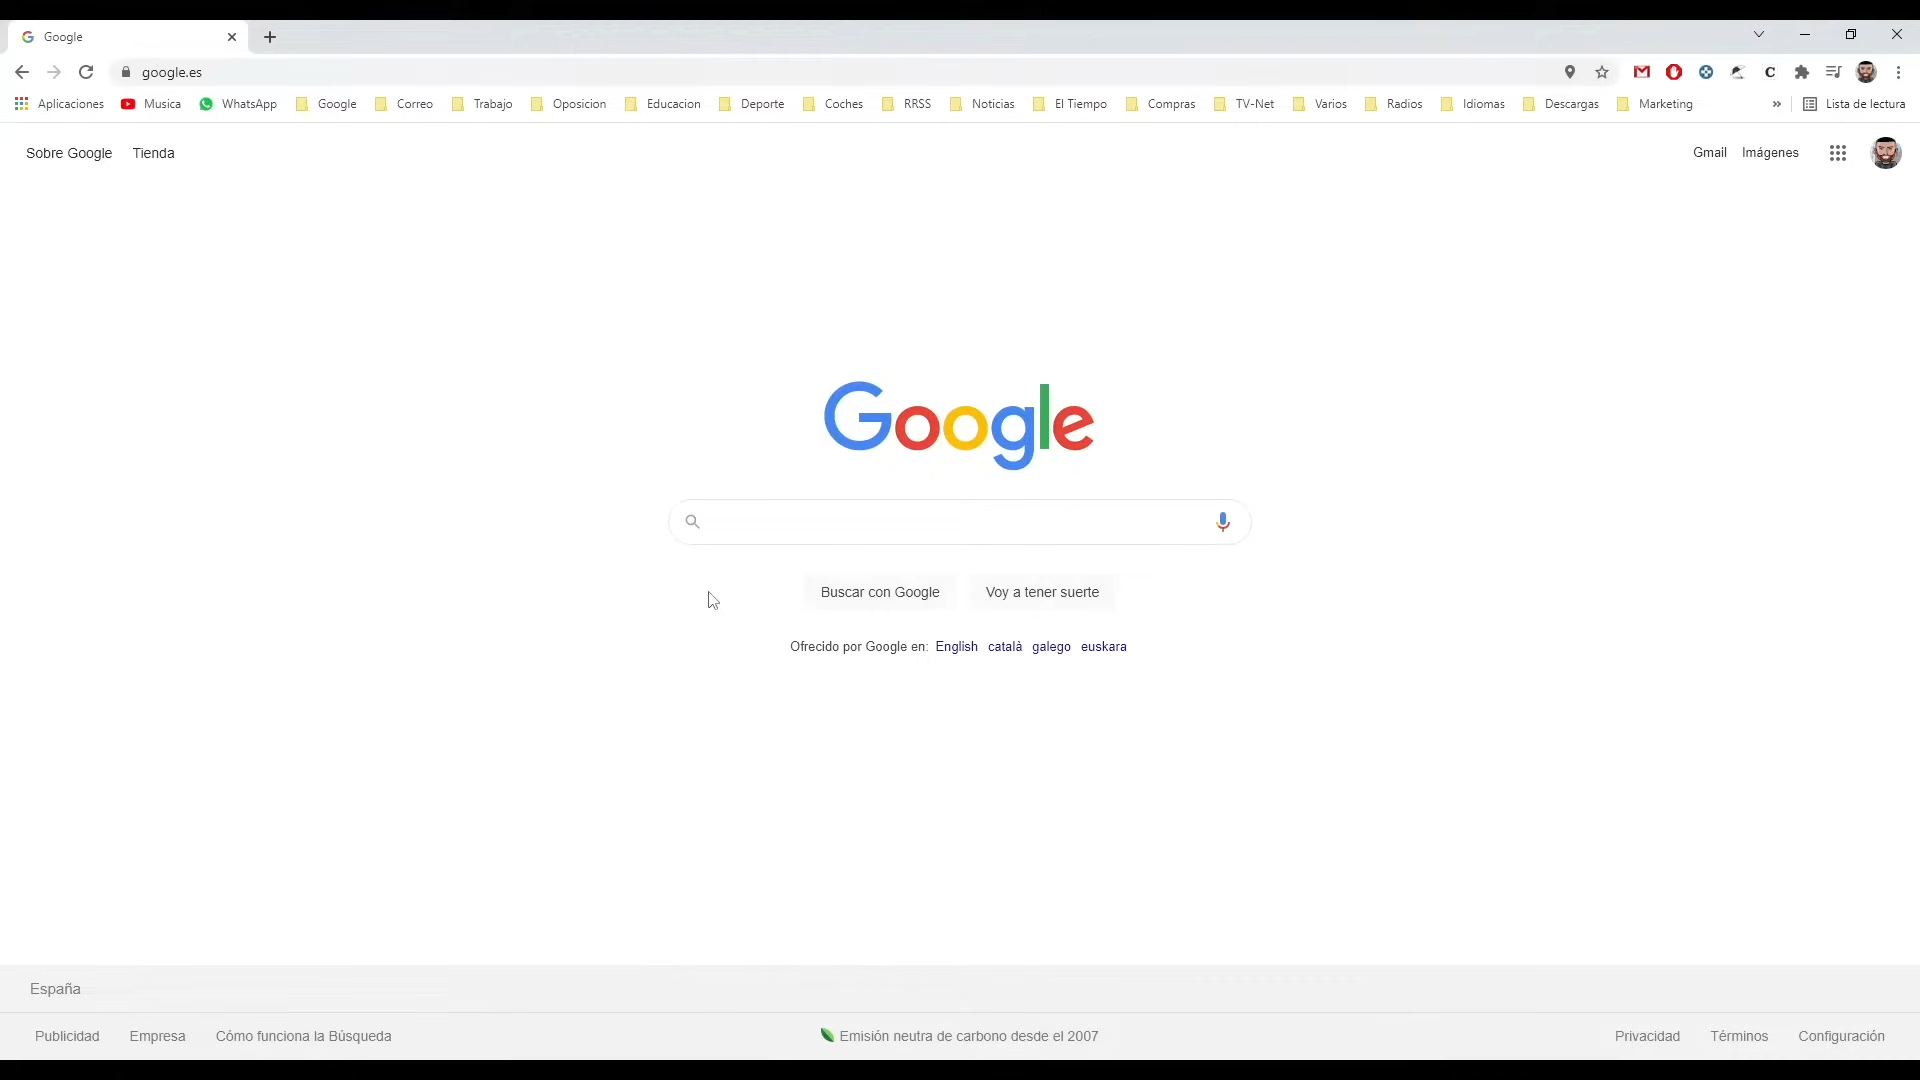 Google
google.es
Aplicaciones Musica WhatsApp Google Correo Trabajo Oposicion Educacion Deporte Coches RRSS Noticias El Tiempo Compras TV-Net Varios Radios Idiomas Descargas Marketing » Lista de lectura
Sobre Google Tienda Gmail Imágenes
Google
Buscar con Google Voy a tener suerte
Ofrecido por Google en: English català galego euskara
España
Publicidad Empresa Cómo funciona la Búsqueda Emisión neutra de carbono desde el 2007 Privacidad Términos Configuración